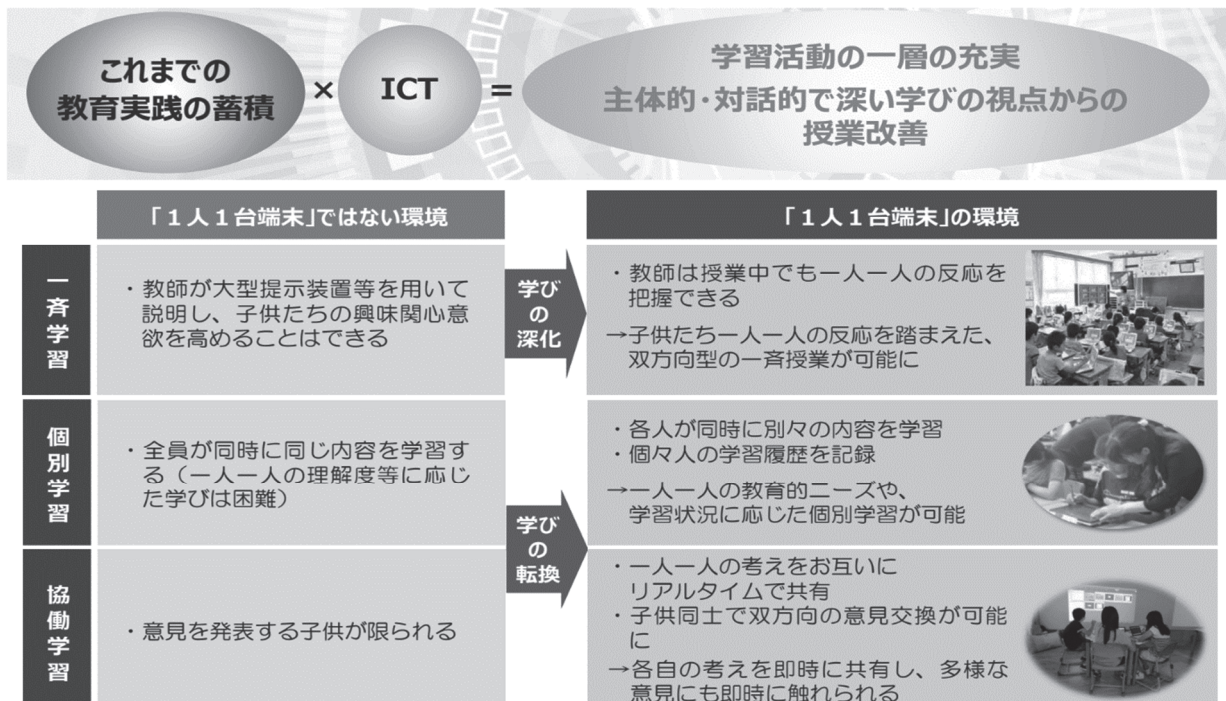 これまでの
教育実践の蓄積
×
ICT
=
学習活動の一層の充実
主体的・対話的で深い学びの視点からの
授業改善
「１人１台端末」ではない環境
「１人１台端末」の環境
一斉学習
・教師が大型提示装置等を用いて
説明し、子供たちの興味関心意
欲を高めることはできる
学び
の
深化
・教師は授業中でも一人一人の反応を
把握できる
→子供たち一人一人の反応を踏まえた、
双方向型の一斉授業が可能に
個別学習
・全員が同時に同じ内容を学習す
る（一人一人の理解度等に応じ
た学びは困難）
学び
の
転換
・各人が同時に別々の内容を学習
・個々人の学習履歴を記録
→一人一人の教育的ニーズや、
学習状況に応じた個別学習が可能
協働学習
・意見を発表する子供が限られる
・一人一人の考えをお互いに
リアルタイムで共有
・子供同士で双方向の意見交換が可能
に
→各自の考えを即時に共有し、多様な
意見にも即時に触れられる